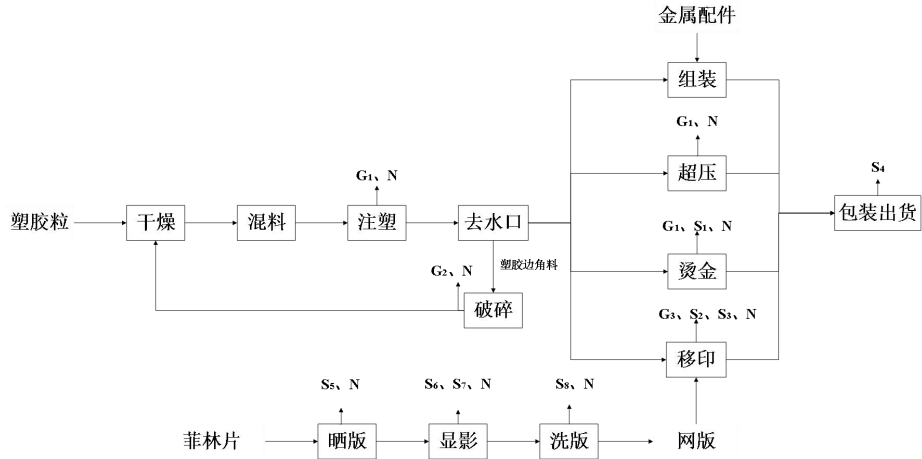 金属配件
组装
G₁、N
超压
S₄
G₁、N
塑胶粒
干燥
混料
注塑
去水口
包装出货
G₁、S₁、N
塑胶边角料
烫金
G₂、N
破碎
G₃、S₂、S₃、N
移印
S₅、N
S₆、S₇、N
S₈、N
菲林片
晒版
显影
洗版
网版